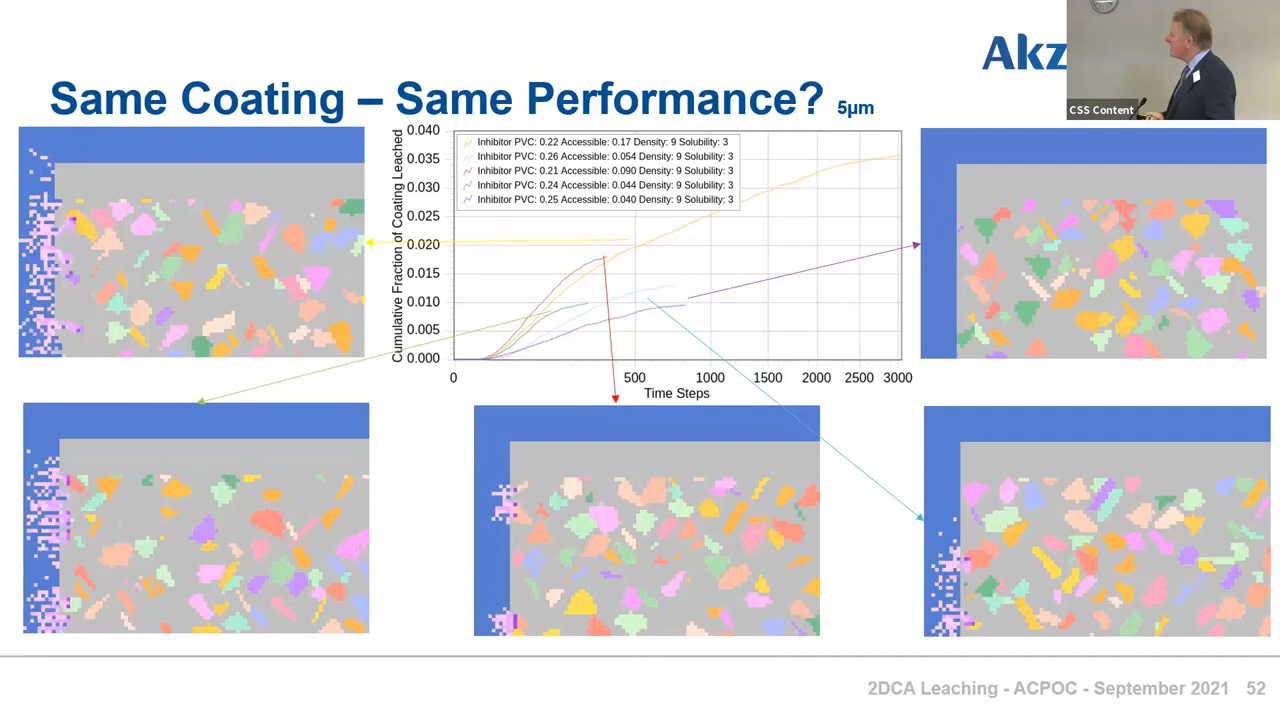 Akz
CSS Content
Same Coating – Same Performance? 5µm
Cumulative Fraction of Coating Leached
0.040
0.035
0.030
0.025
0.020
0.015
0.010
0.005
0.000
Inhibitor PVC: 0.22 Accessible: 0.17 Density: 9 Solubility: 3
Inhibitor PVC: 0.26 Accessible: 0.054 Density: 9 Solubility: 3
Inhibitor PVC: 0.21 Accessible: 0.090 Density: 9 Solubility: 3
Inhibitor PVC: 0.24 Accessible: 0.044 Density: 9 Solubility: 3
Inhibitor PVC: 0.25 Accessible: 0.040 Density: 9 Solubility: 3
0 500 1000 1500 2000 2500 3000
Time Steps
2DCA Leaching - ACPOC - September 2021 52